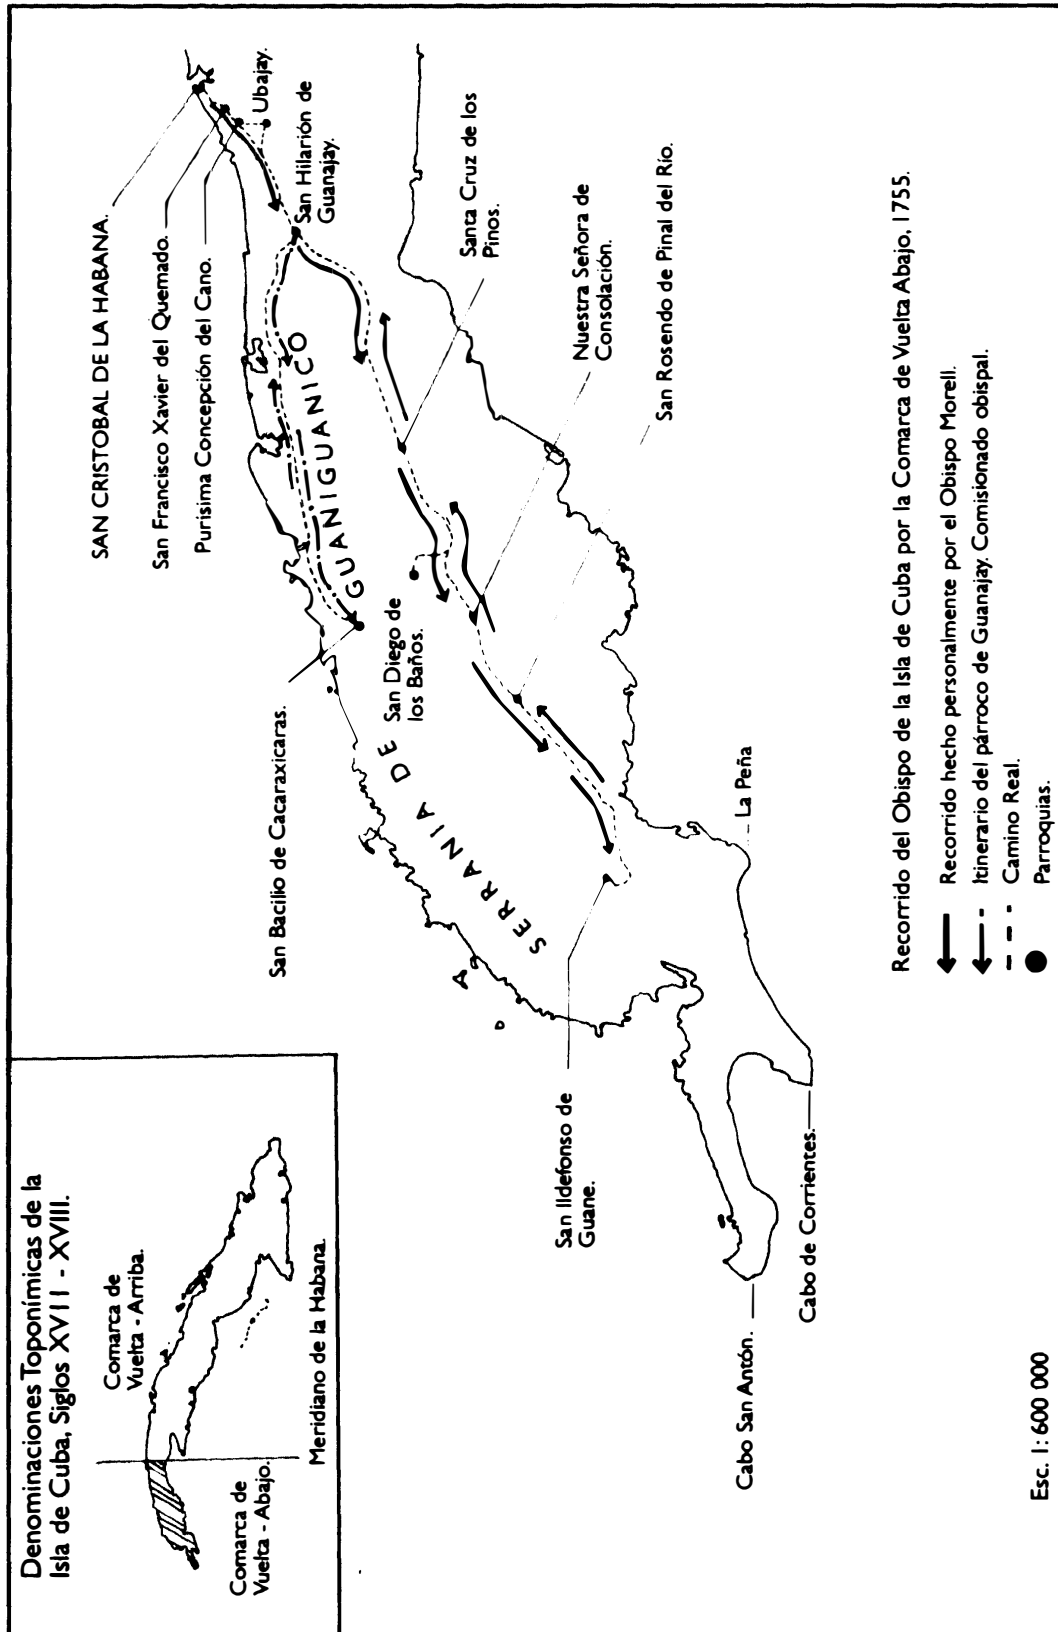 Denominaciones Toponímicas de la
Isla de Cuba, Siglos XVII - XVIII.
Comarca de
Vuelta - Arriba.
Comarca de
Vuelta - Abajo.
Meridiano de la Habana.
SAN CRISTOBAL DE LA HABANA.
San Francisco Xavier del Quemado.
Purisima Concepción del Cano.
Ubajay.
San Hilarión de
Guanajay.
San Bacilio de Cacaraxicaras.
SERRANIA DE GUANIGUANICO
San Diego de
los Baños.
Santa Cruz de los
Pinos.
Nuestra Señora de
Consolación.
San Rosendo de Pinal del Río.
San Ildefonso de
Guane.
La Peña
Cabo San Antón.
Cabo de Corrientes.
Recorrido del Obispo de la Isla de Cuba por la Comarca de Vuelta Abajo, 1755.
Recorrido hecho personalmente por el Obispo Morell.
Itinerario del párroco de Guanajay. Comisionado obispal.
Camino Real.
Parroquias.
Esc. 1: 600 000